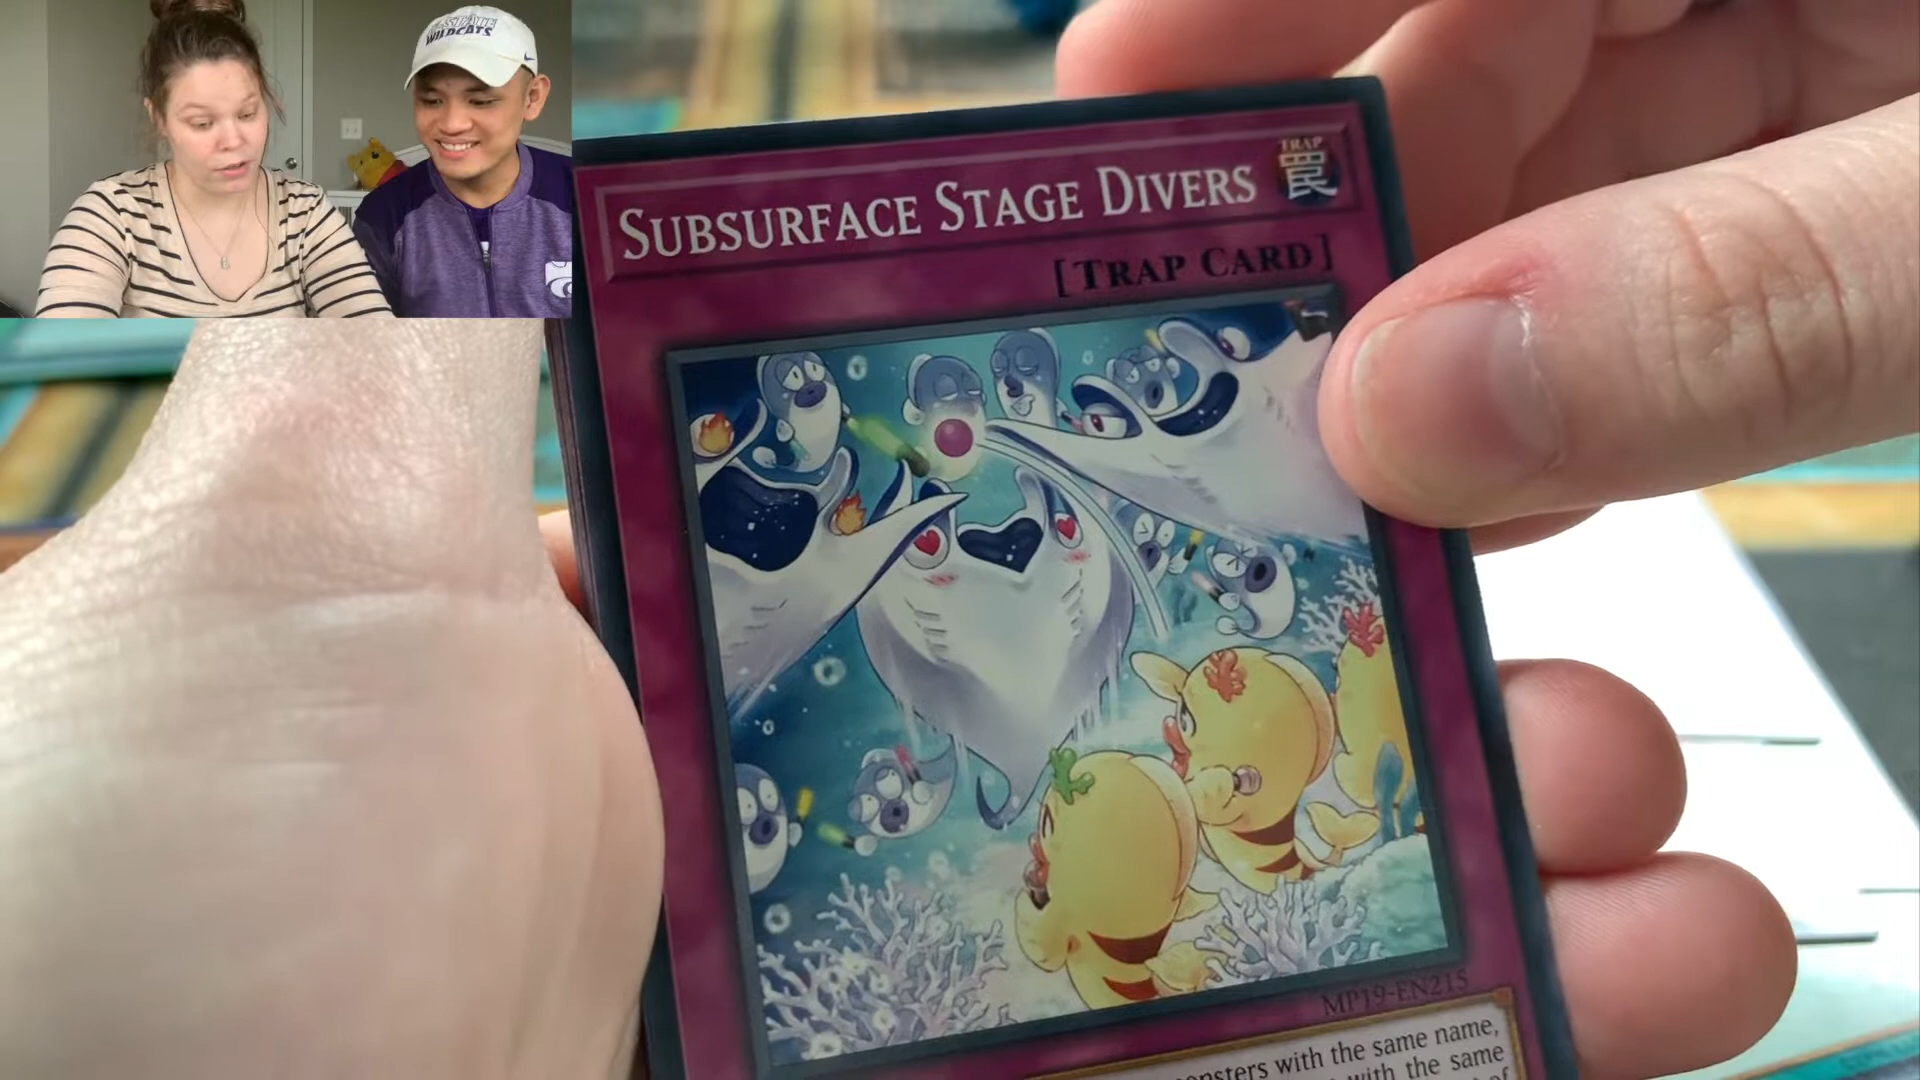 K-STATE
WILDCATS
SUBSURFACE STAGE DIVERS
TRAP
罠
[TRAP CARD]
MP19-EN215
monsters with the same name,
with the same
of